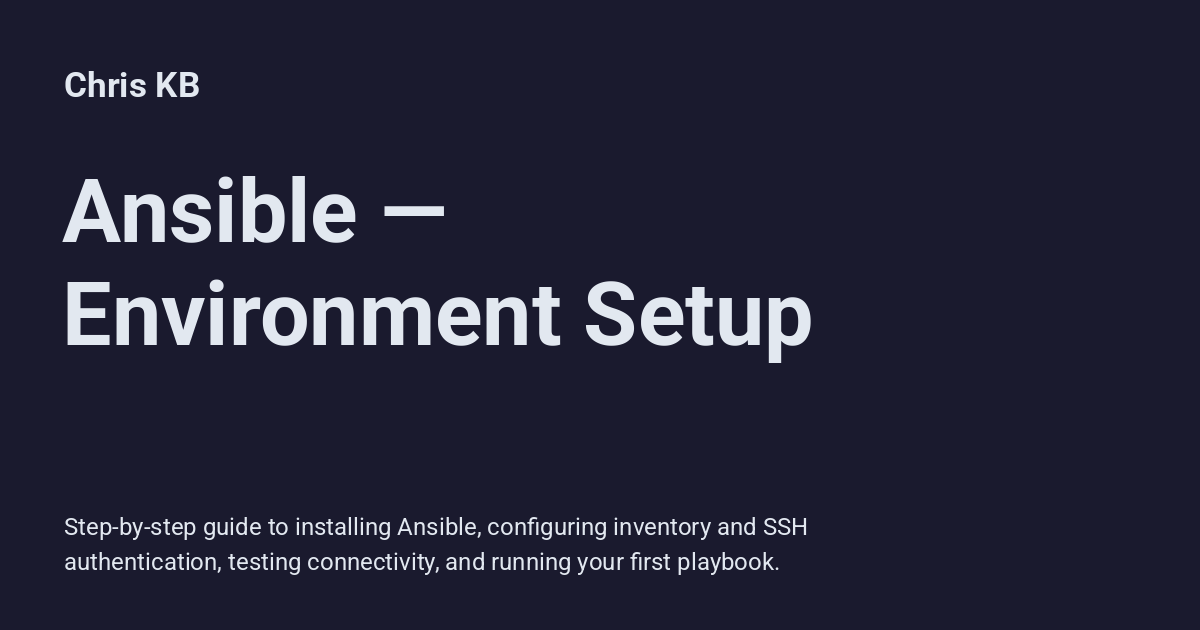 Chris KB
Ansible —
Environment Setup
Step-by-step guide to installing Ansible, configuring inventory and SSH
authentication, testing connectivity, and running your first playbook.